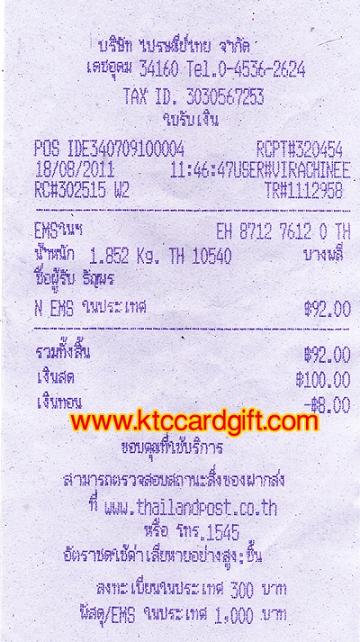 บริษัท ไปรษณีย์ไทย จำกัด
เดชอุดม 34160 Tel.0-4536-2624
TAX ID. 3030567253
ใบรับเงิน
POS IDE340709100004 RCPT#320454
18/08/2011 11:46:47USER#VIRACHINEE
RC#302515 W2 TR#1112958
EMSในฯ EH 8712 7612 0 TH
น้ำหนัก 1.852 Kg. TH 10540 บางพลี
ชื่อผู้รับ ธัญพร
N EMS ในประเทศ ฿92.00
รวมทั้งสิ้น ฿92.00
เงินสด ฿100.00
เงินทอน -฿8.00
www.ktccardgift.com
ขอบคุณที่ใช้บริการ
สามารถตรวจสอบสถานะสิ่งของฝากส่ง
ที่ www.thailandpost.co.th
หรือ โทร.1545
อัตราชดใช้ค่าเสียหายอย่างสูง:ชิ้น
ลงทะเบียนในประเทศ 300 บาท
พัสดุ/EMS ในประเทศ 1,000 บาท